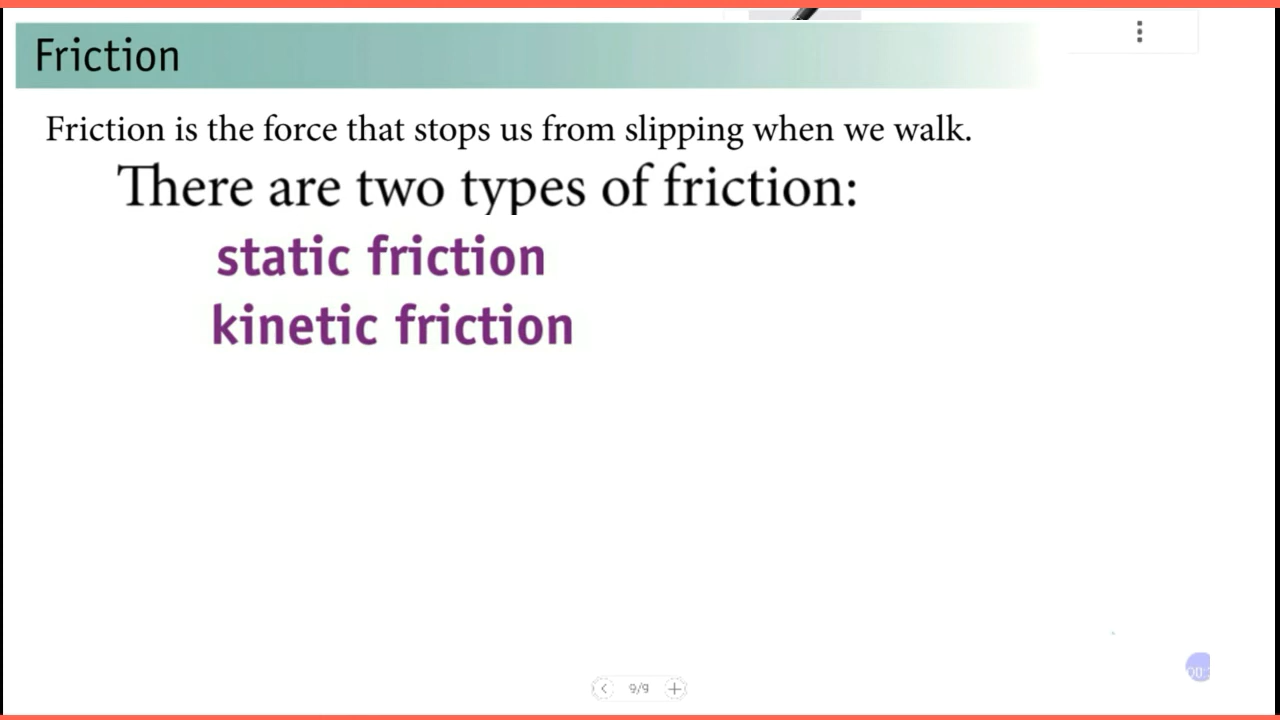 Friction
Friction is the force that stops us from slipping when we walk.
There are two types of friction:
static friction
kinetic friction
9/9